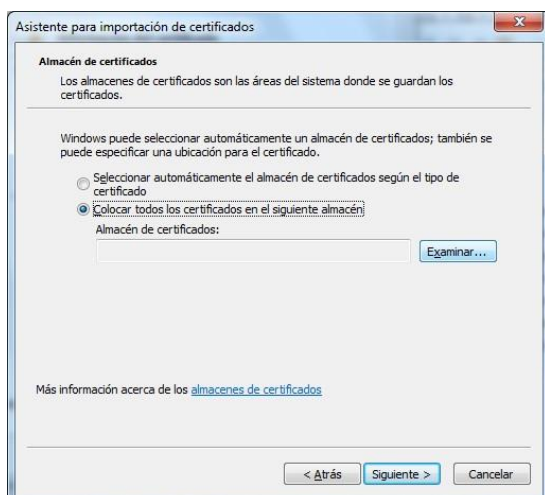 Asistente para importación de certificados
Almacén de certificados
Los almacenes de certificados son las áreas del sistema donde se guardan los
certificados.
Windows puede seleccionar automáticamente un almacén de certificados; también se
puede especificar una ubicación para el certificado.
Seleccionar automáticamente el almacén de certificados según el tipo de
certificado
Colocar todos los certificados en el siguiente almacén
Almacén de certificados:
Examinar...
Más información acerca de los almacenes de certificados
< Atrás Siguiente > Cancelar